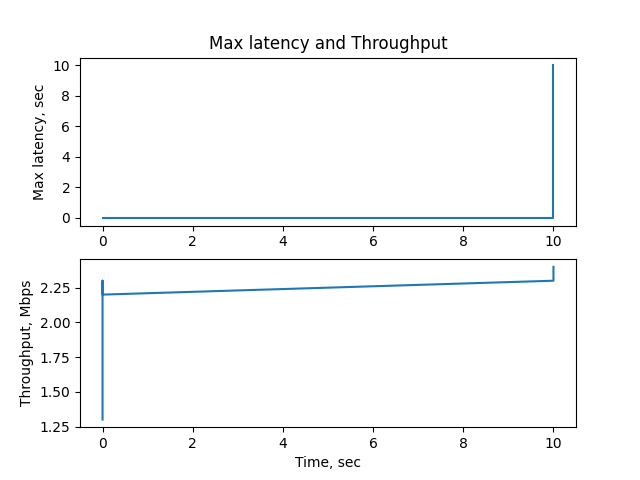 Max latency and Throughput
Max latency, sec
10
8
6
4
2
0
0 2 4 6 8 10
Throughput, Mbps
2.25
2.00
1.75
1.50
1.25
0 2 4 6 8 10
Time, sec